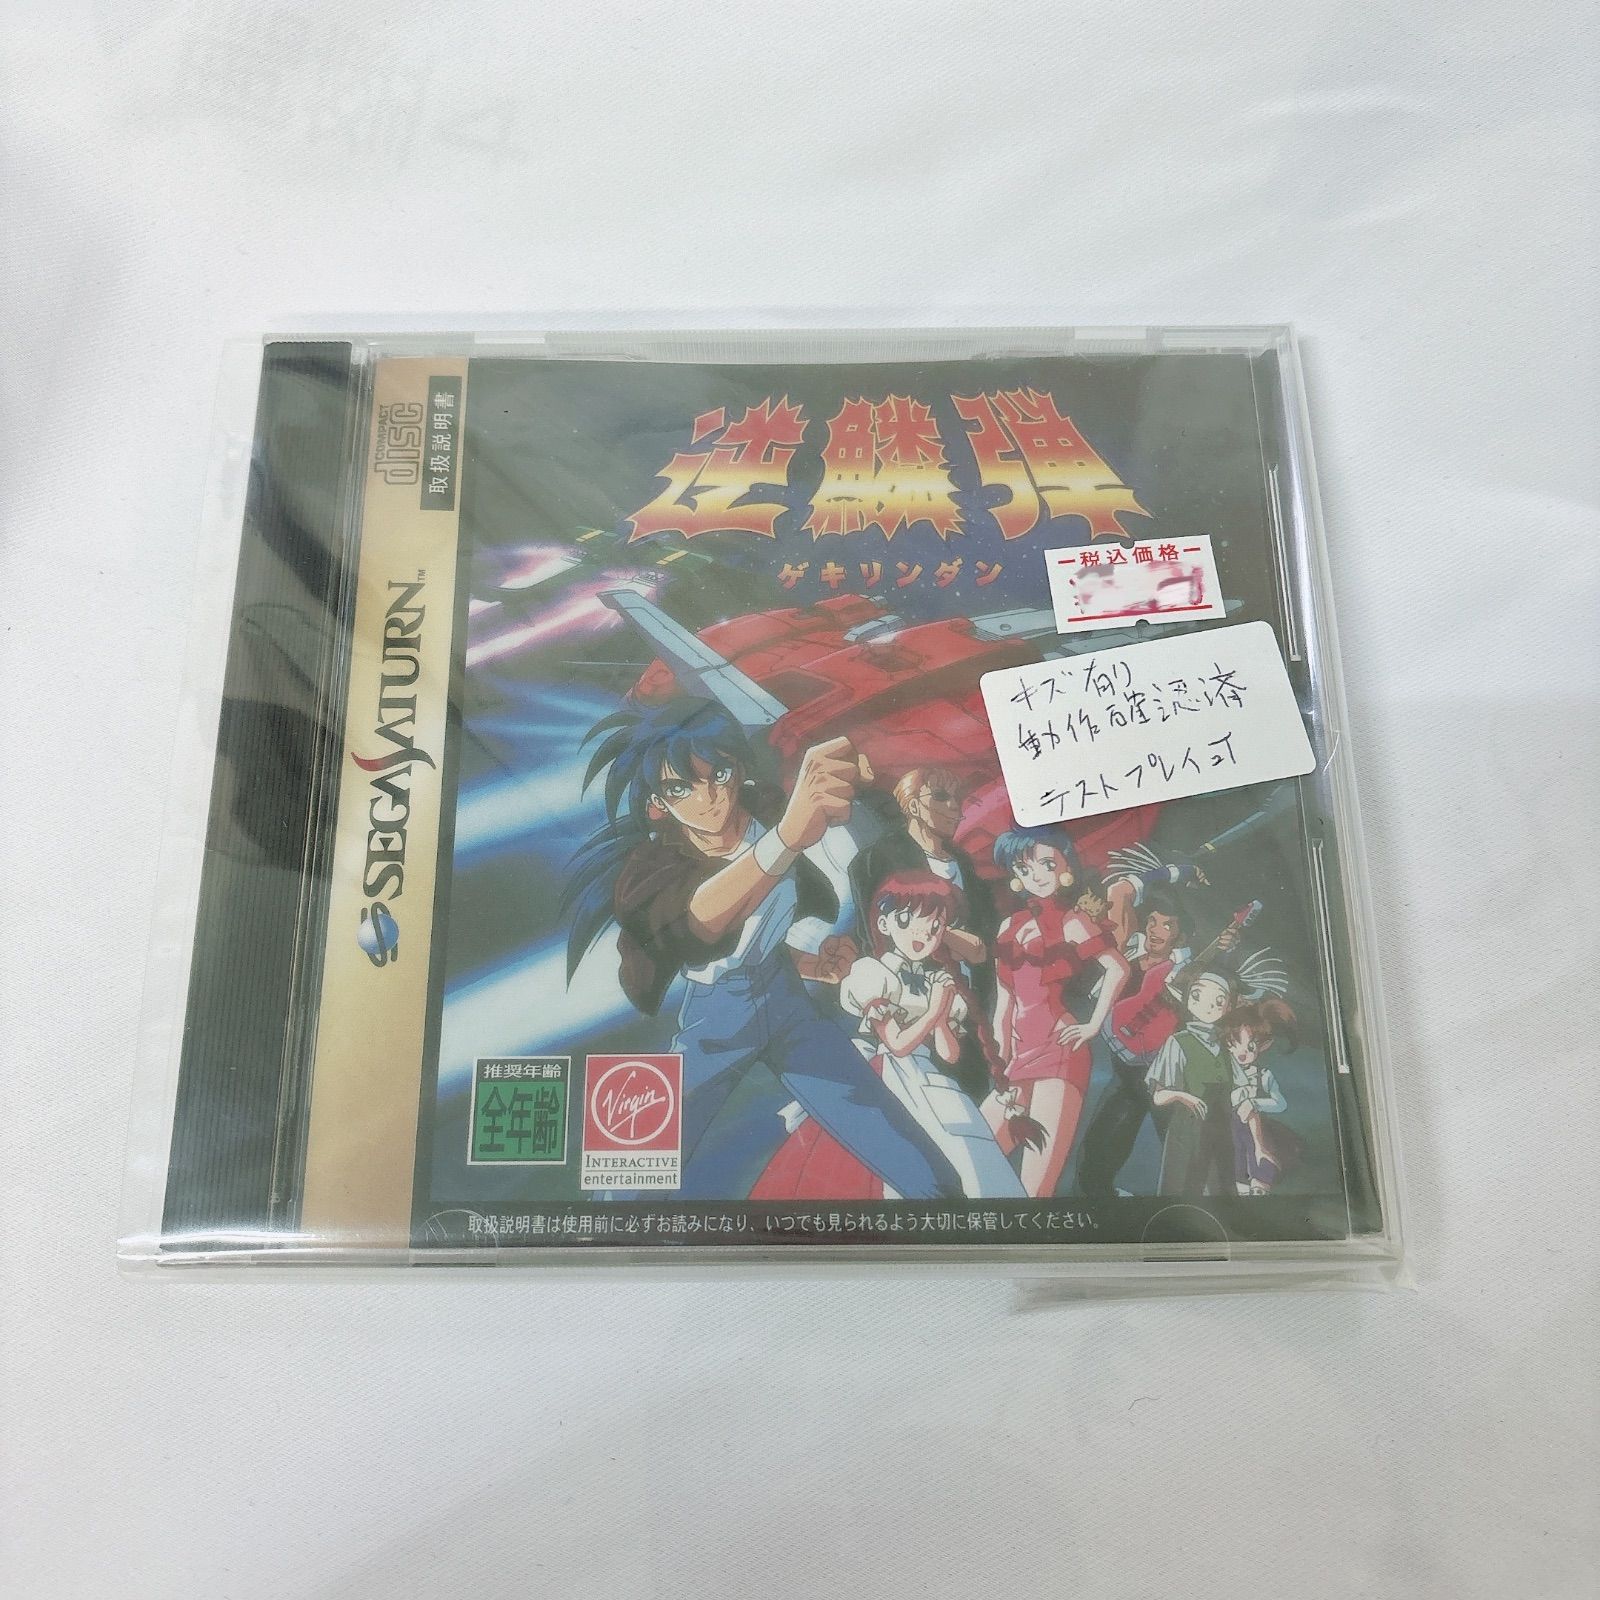 COMPACT
disc
取扱説明書
SEGA SATURN™
逆鱗弾
ゲキリンダン
税込価格
キズ有り
動作確認済
テストプレイ
推奨年齢
全年齢
Virgin
INTERACTIVE
entertainment
取扱説明書は使用前に必ずお読みになり、いつでも見られるよう大切に保管してください。